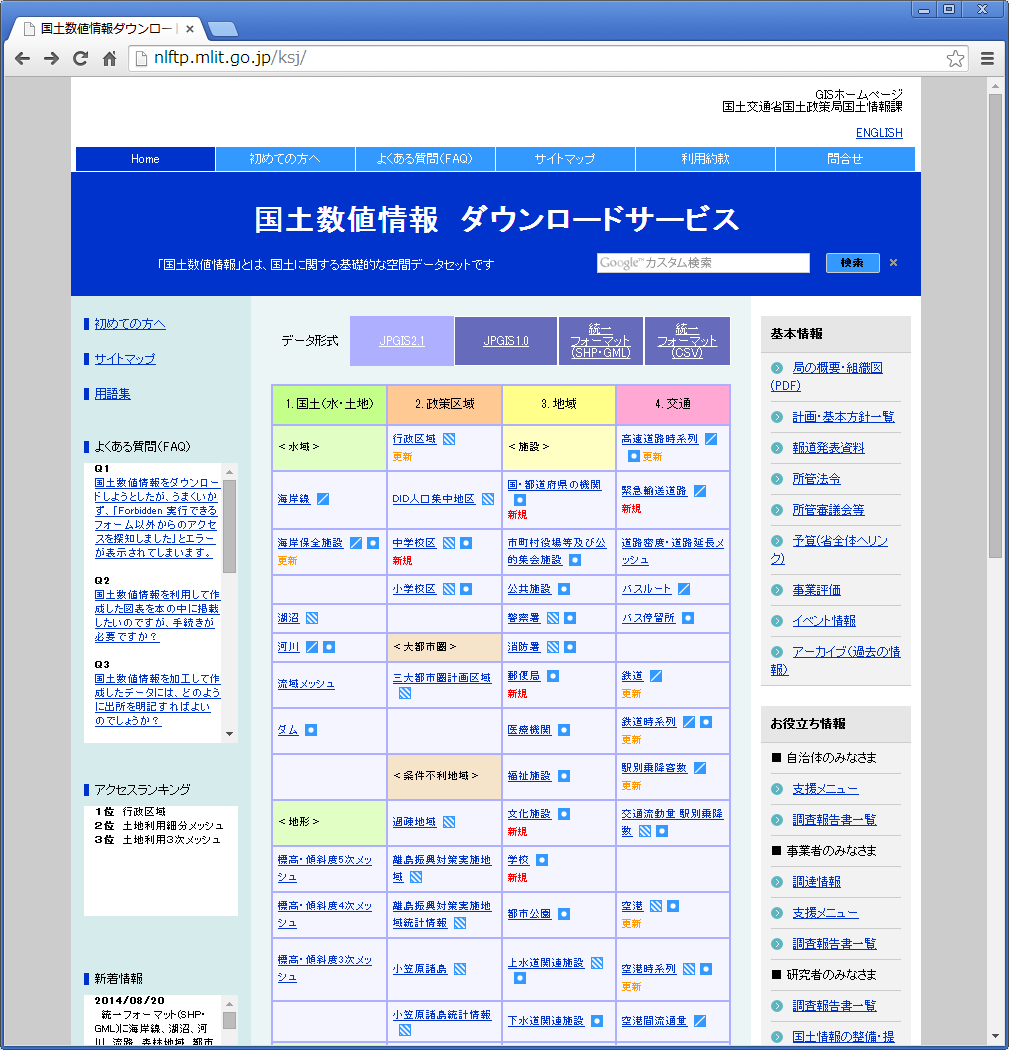 国土数値情報ダウンロー
nlftp.mlit.go.jp/ksj/
GISホームページ
国土交通省国土政策局国土情報課
ENGLISH
Home
初めての方へ
よくある質問(FAQ)
サイトマップ
利用約款
問合せ
国土数値情報 ダウンロードサービス
「国土数値情報」とは、国土に関する基礎的な空間データセットです
Google™カスタム検索
検索
×
初めての方へ
サイトマップ
用語集
よくある質問(FAQ)
Q1
国土数値情報をダウンロー
ドしようとしたが、うまくいか
ず、「Forbidden 実行できる
フォーム以外からのアクセ
スを探知しました」とエラー
が表示されてしまいます。
Q2
国土数値情報を利用して作
成した図表を本の中に掲載
したいのですが、手続きが
必要ですか?
Q3
国土数値情報を加工して作
成したデータには、どのよう
に出所を明記すればよい
のでしょうか?
アクセスランキング
1位 行政区域
2位 土地利用細分メッシュ
3位 土地利用3次メッシュ
新着情報
2014/08/20
統一フォーマット(SHP・
GML)に海岸線、湖沼、河
川、流路、森林地域、都市
データ形式
JPGIS2.1
JPGIS1.0
統一
フォーマット
(SHP・GML)
統一
フォーマット
(CSV)
1.国土(水・土地)
2.政策区域
3.地域
4.交通
<水域>
行政区域
更新
<施設>
高速道路時系列
更新
海岸線
DID人口集中地区
国・都道府県の機関
新規
緊急輸送道路
新規
海岸保全施設
更新
中学校区
新規
市町村役場等及び公
的集会施設
道路密度・道路延長メ
ッシュ
小学校区
公共施設
バスルート
湖沼
警察署
バス停留所
河川
<大都市圏>
消防署
流域メッシュ
三大都市圏計画区域
郵便局
新規
鉄道
更新
ダム
医療機関
鉄道時系列
更新
<条件不利地域>
福祉施設
駅別乗降客数
更新
<地形>
過疎地域
文化施設
新規
交通流動量 駅別乗降
数
標高・傾斜度5次メッ
シュ
離島振興対策実施地
域
学校
新規
標高・傾斜度4次メッ
シュ
離島振興対策実施地
域統計情報
都市公園
空港
更新
標高・傾斜度3次メッ
シュ
小笠原諸島
上水道関連施設
空港時系列
更新
小笠原諸島統計情報
下水道関連施設
空港間流通量
基本情報
局の概要・組織図
(PDF)
計画・基本方針一覧
報道発表資料
所管法令
所管審議会等
予算(省全体へリン
ク)
事業評価
イベント情報
アーカイブ(過去の情
報)
お役立ち情報
■ 自治体のみなさま
支援メニュー
調査報告書一覧
■ 事業者のみなさま
調達情報
支援メニュー
調査報告書一覧
■ 研究者のみなさま
調査報告書一覧
国土情報の整備・提